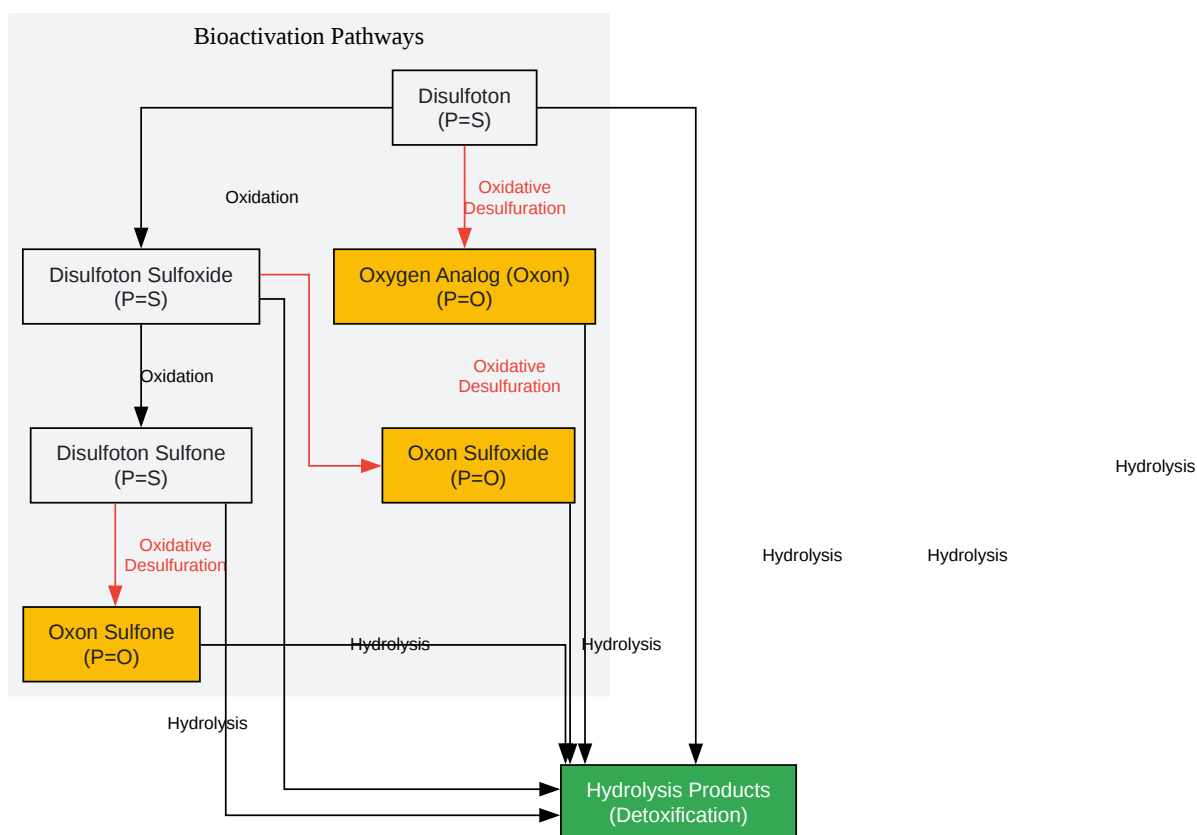 Bioactivation Pathways
Disulfoton
(P=S)
Oxidation
Oxidative
Desulfuration
Disulfoton Sulfoxide
(P=S)
Oxygen Analog (Oxon)
(P=O)
Oxidation
Oxidative
Desulfuration
Disulfoton Sulfone
(P=S)
Oxon Sulfoxide
(P=O)
Hydrolysis
Oxidative
Desulfuration
Hydrolysis
Hydrolysis
Oxon Sulfone
(P=O)
Hydrolysis
Hydrolysis
Hydrolysis
Hydrolysis Products
(Detoxification)